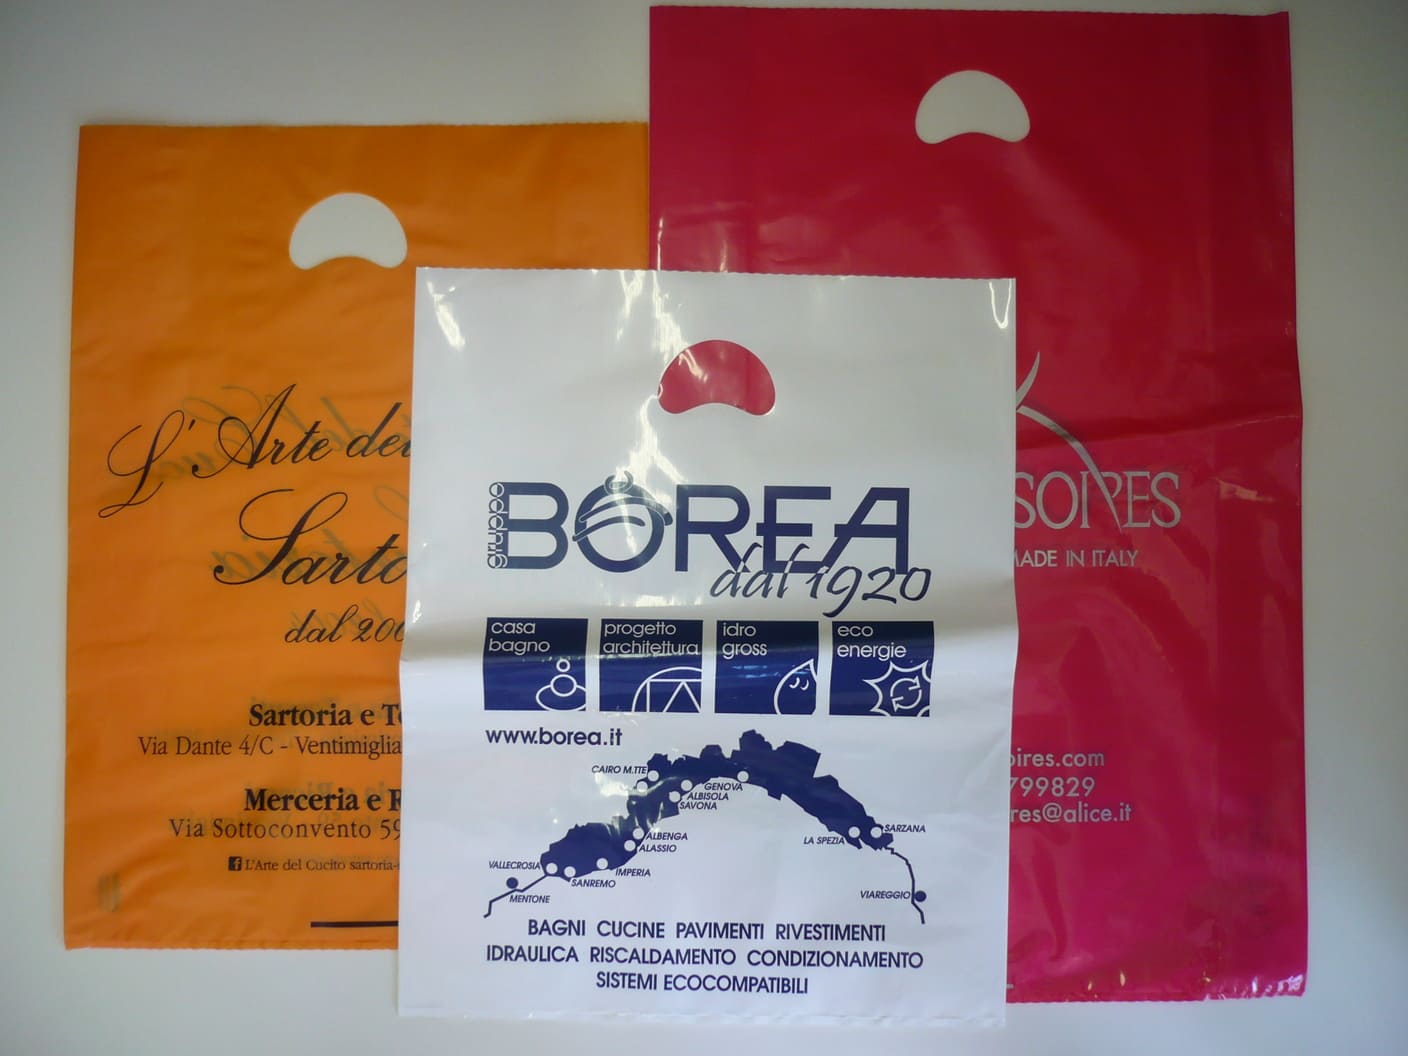 L'Arte del
Sarto
dal 200
Sartoria e Te
Via Dante 4/C - Ventimiglia
Merceria e R
Via Sottoconvento 59
L'Arte del Cucito sartoria-
gruppo
BOREA
dal 1920
casa
bagno
progetto
architettura
idro
gross
eco
energie
www.borea.it
CAIRO M.TTE
GENOVA
ALBISOLA
SAVONA
ALBENGA
ALASSIO
LA SPEZIA
SARZANA
VALLECROSIA
IMPERIA
SANREMO
MENTONE
VIAREGGIO
BAGNI CUCINE PAVIMENTI RIVESTIMENTI
IDRAULICA RISCALDAMENTO CONDIZIONAMENTO
SISTEMI ECOCOMPATIBILI
SOIRES
MADE IN ITALY
oires.com
799829
res@alice.it